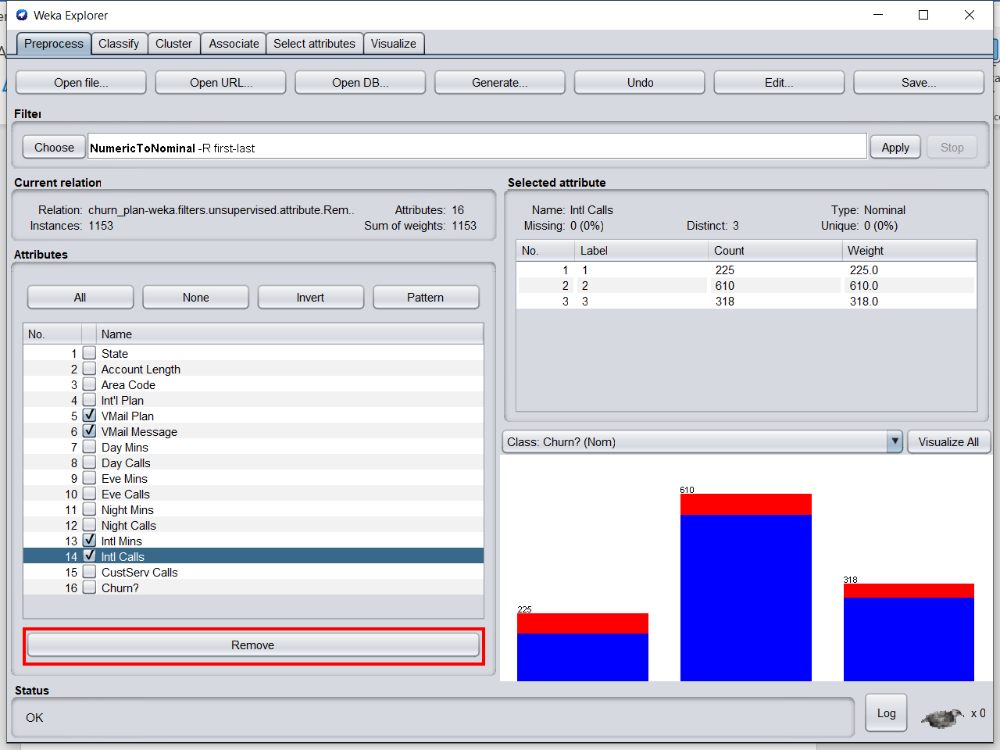 Weka Explorer
Preprocess Classify Cluster Associate Select attributes Visualize
Open file... Open URL... Open DB... Generate... Undo Edit... Save...
Filter
Choose NumericToNominal -R first-last Apply Stop
Current relation
Relation: churn_plan-weka.filters.unsupervised.attribute.Rem.. Attributes: 16
Instances: 1153 Sum of weights: 1153
Attributes
All None Invert Pattern
No. Name
1 State
2 Account Length
3 Area Code
4 Int'l Plan
5 VMail Plan
6 VMail Message
7 Day Mins
8 Day Calls
9 Eve Mins
10 Eve Calls
11 Night Mins
12 Night Calls
13 Intl Mins
14 Intl Calls
15 CustServ Calls
16 Churn?
Remove
Selected attribute
Name: Intl Calls Type: Nominal
Missing: 0 (0%) Distinct: 3 Unique: 0 (0%)
No. Label Count Weight
1 1 225 225.0
2 2 610 610.0
3 3 318 318.0
Class: Churn? (Nom) Visualize All
610
318
225
Status
OK
Log x 0